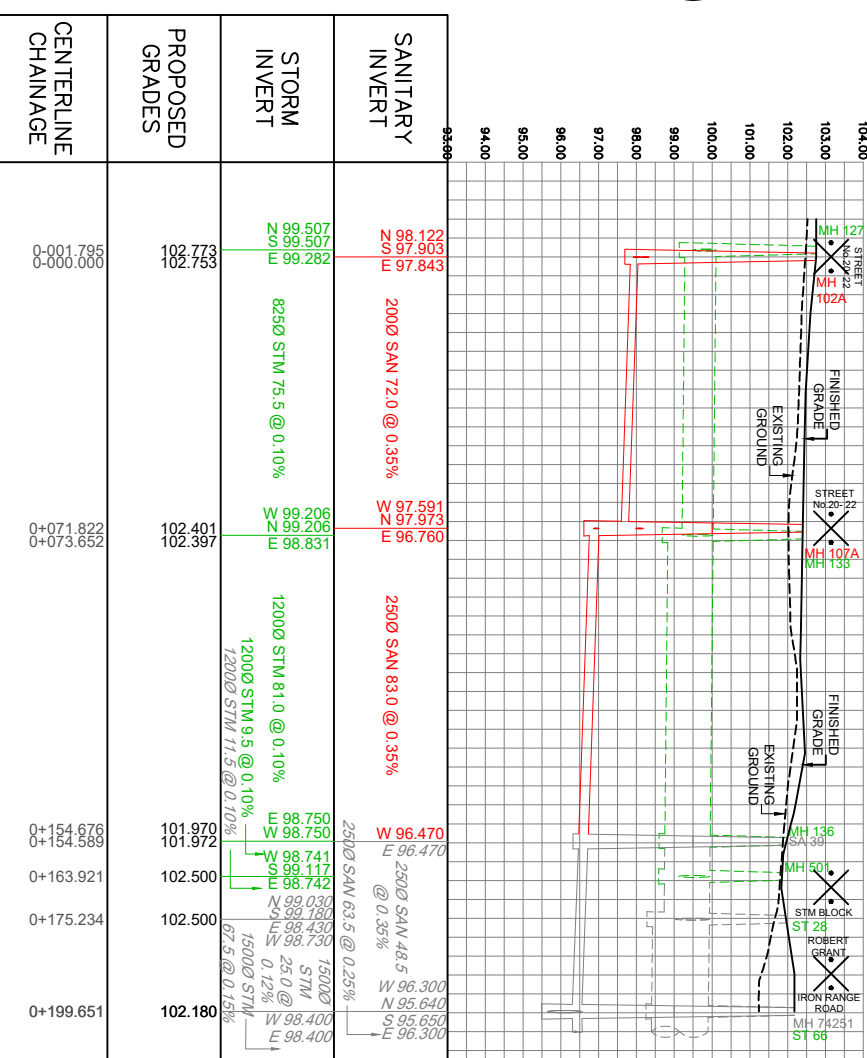 104.00
103.00
102.00
101.00
100.00
99.00
98.00
97.00
96.00
95.00
94.00
93.00
MH 127
STREET
No.20- 22
MH
102A
FINISHED
GRADE
EXISTING
GROUND
STREET
No.20- 22
MH 107A
MH 133
FINISHED
GRADE
EXISTING
GROUND
MH 136
SA 39
MH 501
STM BLOCK
ST 28
ROBERT
GRANT
IRON RANGE
ROAD
MH 74251
ST 66
SANITARY
INVERT
N 98.122
S 97.903
E 97.843
200Ø SAN 72.0 @ 0.35%
W 97.591
N 97.973
E 96.760
250Ø SAN 83.0 @ 0.35%
W 96.470
E 96.470
250Ø SAN 48.5
@ 0.35%
250Ø SAN 63.5 @ 0.25%
W 96.300
N 95.640
S 95.650
E 96.300
STORM
INVERT
N 99.507
S 99.507
E 99.282
825Ø STM 75.5 @ 0.10%
W 99.206
N 99.206
E 98.831
1200Ø STM 81.0 @ 0.10%
1200Ø STM 9.5 @ 0.10%
1200Ø STM 11.5 @ 0.10%
E 98.750
W 98.750
W 98.741
S 99.117
E 98.742
N 99.030
S 99.180
E 98.430
W 98.730
1500Ø
STM
25.0 @
0.12%
1500Ø STM
67.5 @ 0.15%
W 98.400
E 98.400
PROPOSED
GRADES
102.773
102.753
102.401
102.397
101.970
101.972
102.500
102.500
102.180
CENTERLINE
CHAINAGE
0-001.795
0-000.000
0+071.822
0+073.652
0+154.676
0+154.589
0+163.921
0+175.234
0+199.651